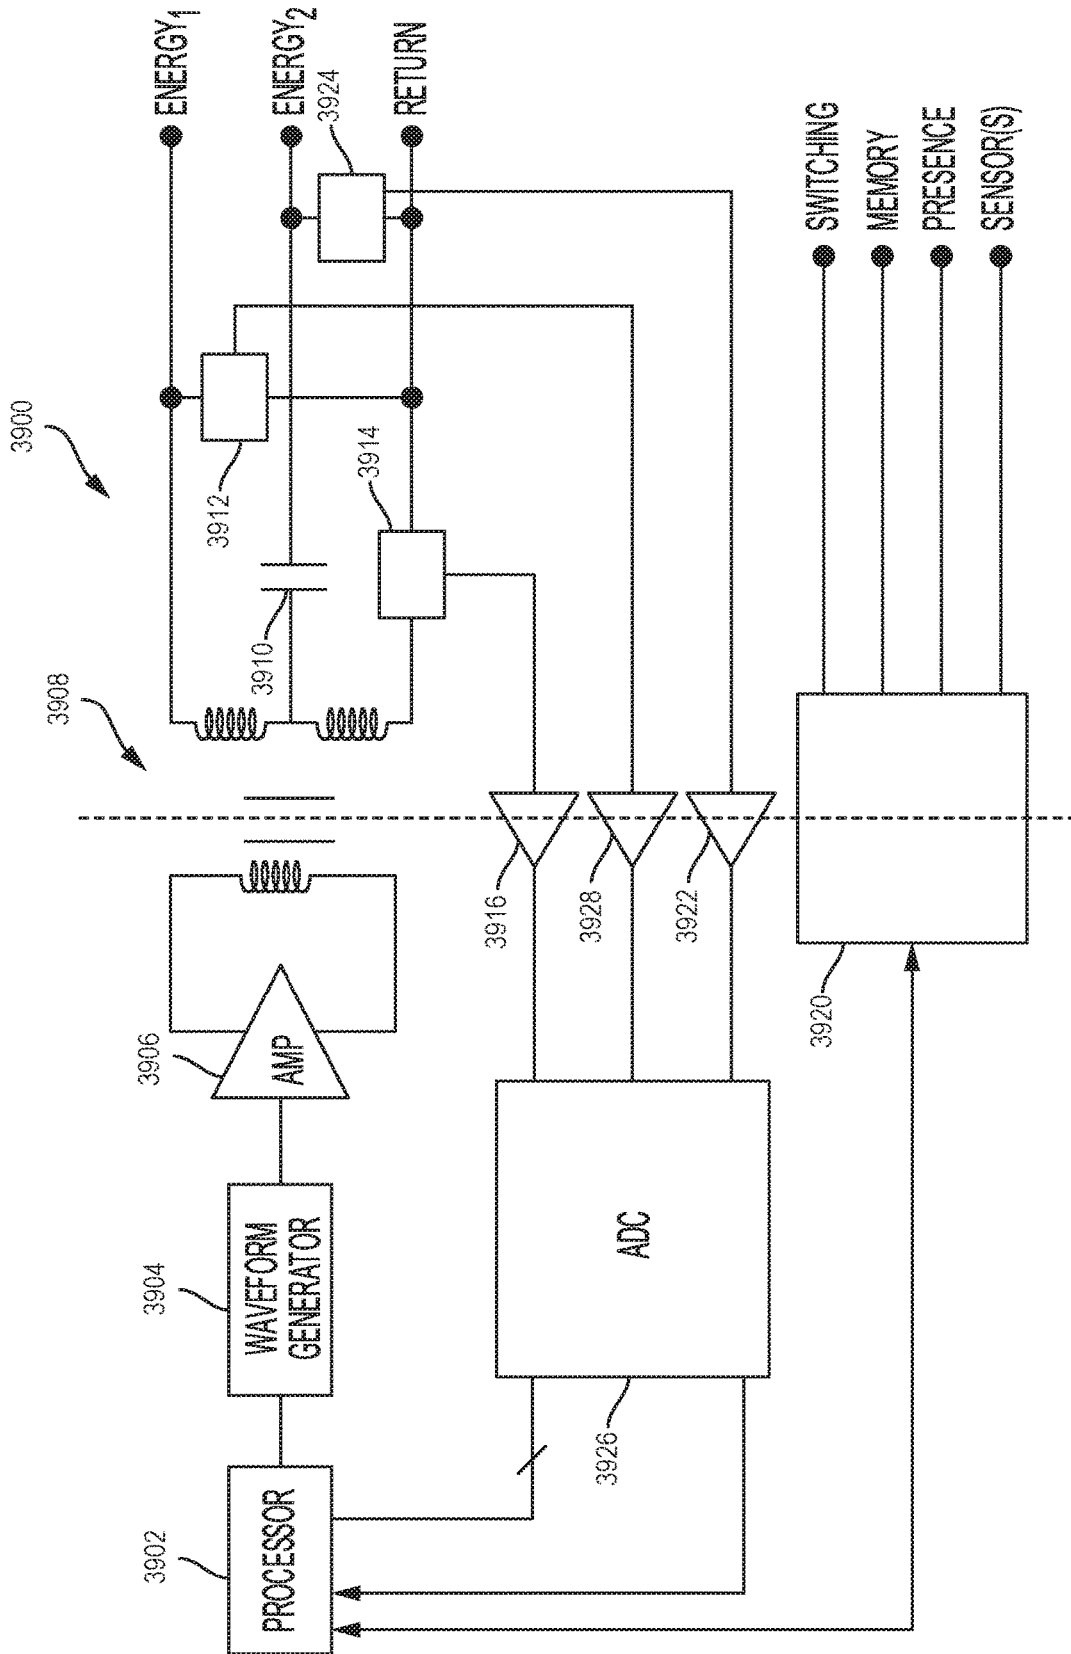 3900
3908
ENERGY1
ENERGY2
RETURN
3924
3912
3910
3914
3906
AMP
3904
WAVEFORM
GENERATOR
3902
PROCESSOR
3916
3928
3922
ADC
3926
3920
SWITCHING
MEMORY
PRESENCE
SENSOR(S)